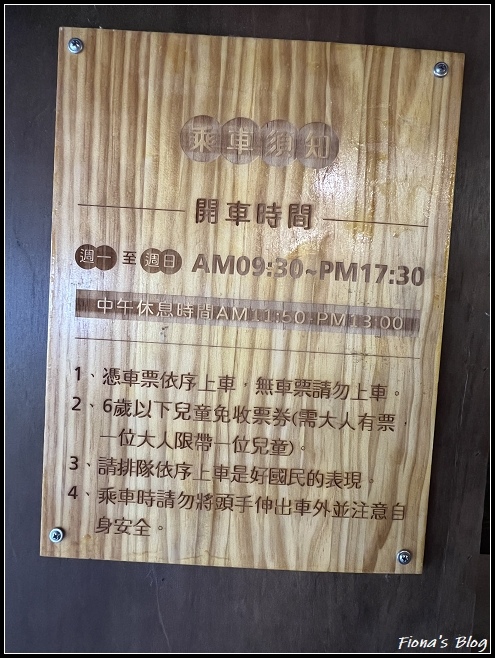 乘車須知
開車時間
週一至週日 AM09:30~PM17:30
中午休息時間AM11:50-PM13:00
1、憑車票依序上車，無車票請勿上車。
2、6歲以下兒童免收票券(需大人有票，
一位大人限帶一位兒童)。
3、請排隊依序上車是好國民的表現。
4、乘車時請勿將頭手伸出車外並注意自
身安全。
Fiona's Blog